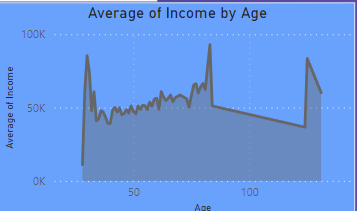 Average of Income by Age
100K
50K
0K
Average of Income
50
100
Age